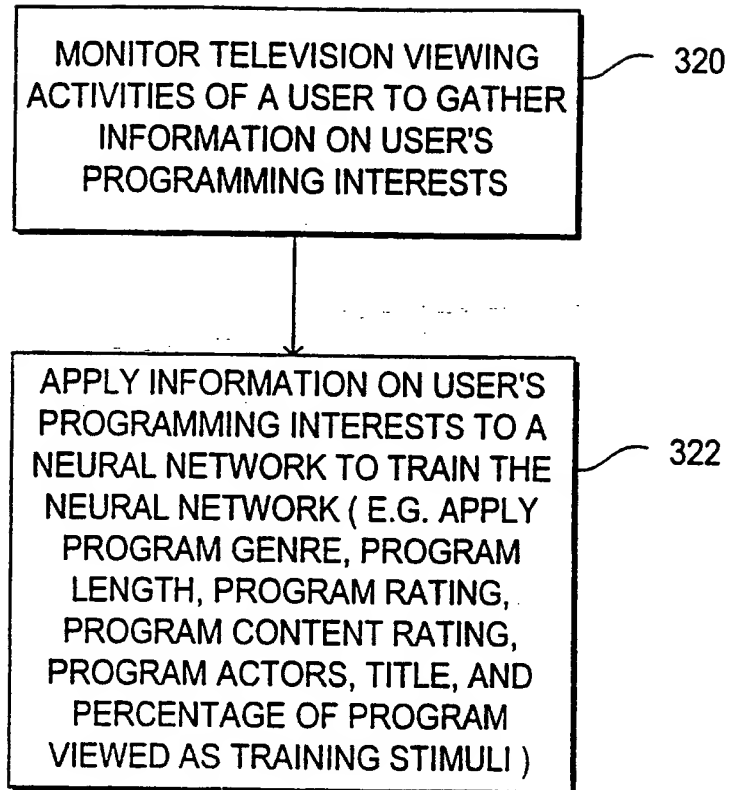 MONITOR TELEVISION VIEWING
ACTIVITIES OF A USER TO GATHER
INFORMATION ON USER'S
PROGRAMMING INTERESTS
320
APPLY INFORMATION ON USER'S
PROGRAMMING INTERESTS TO A
NEURAL NETWORK TO TRAIN THE
NEURAL NETWORK ( E.G. APPLY
PROGRAM GENRE, PROGRAM
LENGTH, PROGRAM RATING,
PROGRAM CONTENT RATING,
PROGRAM ACTORS, TITLE, AND
PERCENTAGE OF PROGRAM
VIEWED AS TRAINING STIMULI )
322